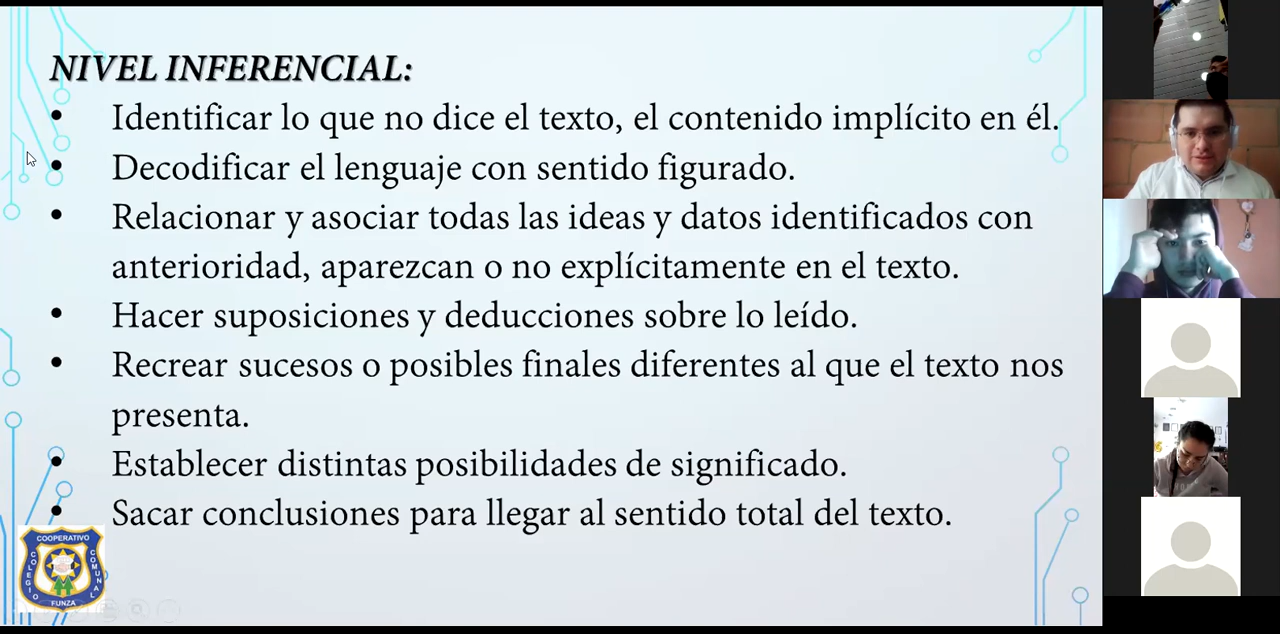 NIVEL INFERENCIAL:
• Identificar lo que no dice el texto, el contenido implícito en él.
• Decodificar el lenguaje con sentido figurado.
• Relacionar y asociar todas las ideas y datos identificados con
anterioridad, aparezcan o no explícitamente en el texto.
• Hacer suposiciones y deducciones sobre lo leído.
• Recrear sucesos o posibles finales diferentes al que el texto nos
presenta.
• Establecer distintas posibilidades de significado.
• Sacar conclusiones para llegar al sentido total del texto.
COOPERATIVO
COLEGIO
COMUNAL
FUNZA